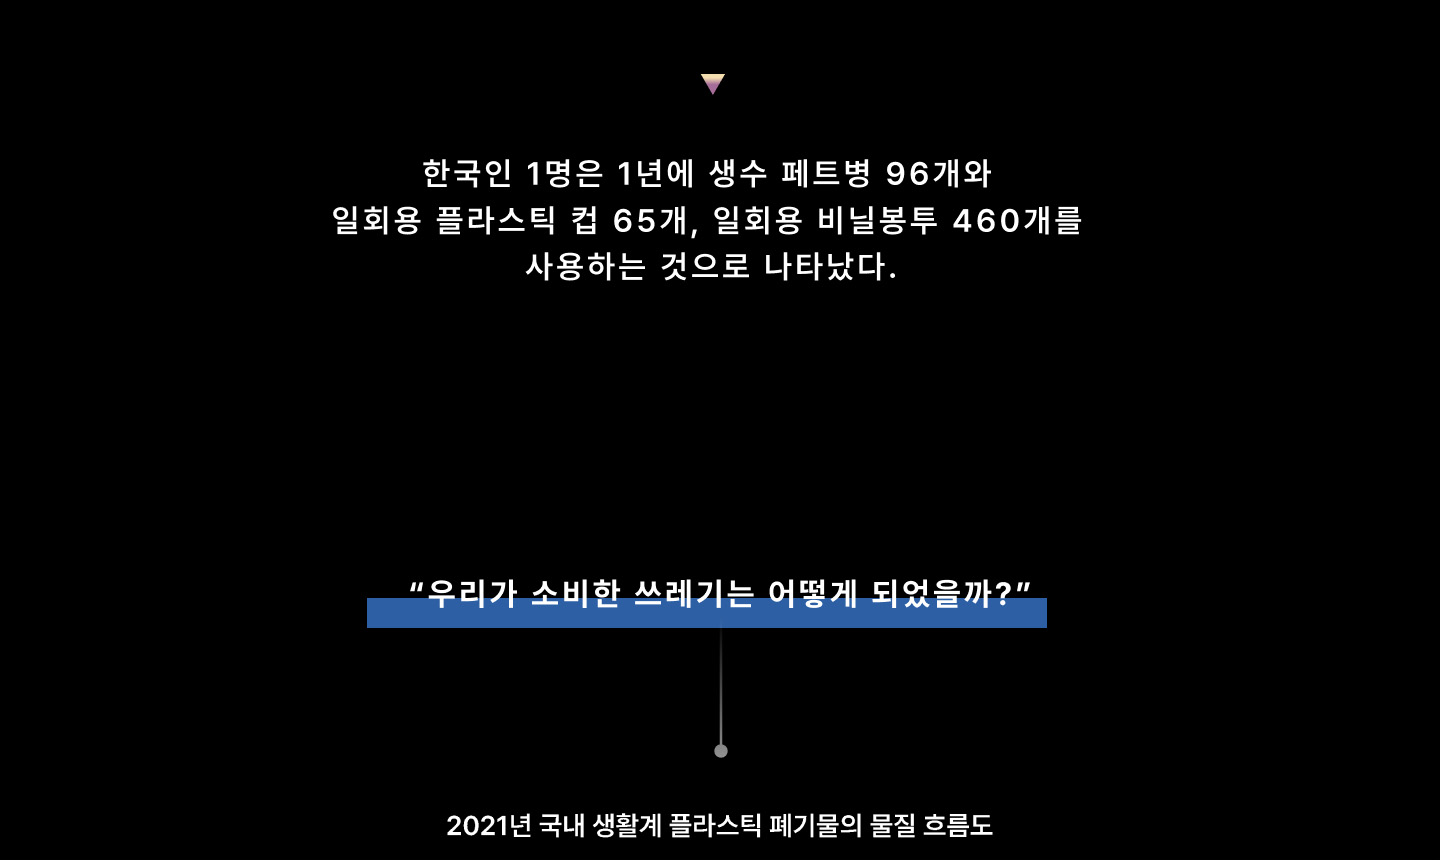 한국인 1명은 1년에 생수 페트병 96개와
일회용 플라스틱 컵 65개, 일회용 비닐봉투 460개를
사용하는 것으로 나타났다.
“우리가 소비한 쓰레기는 어떻게 되었을까?”
2021년 국내 생활계 플라스틱 폐기물의 물질 흐름도